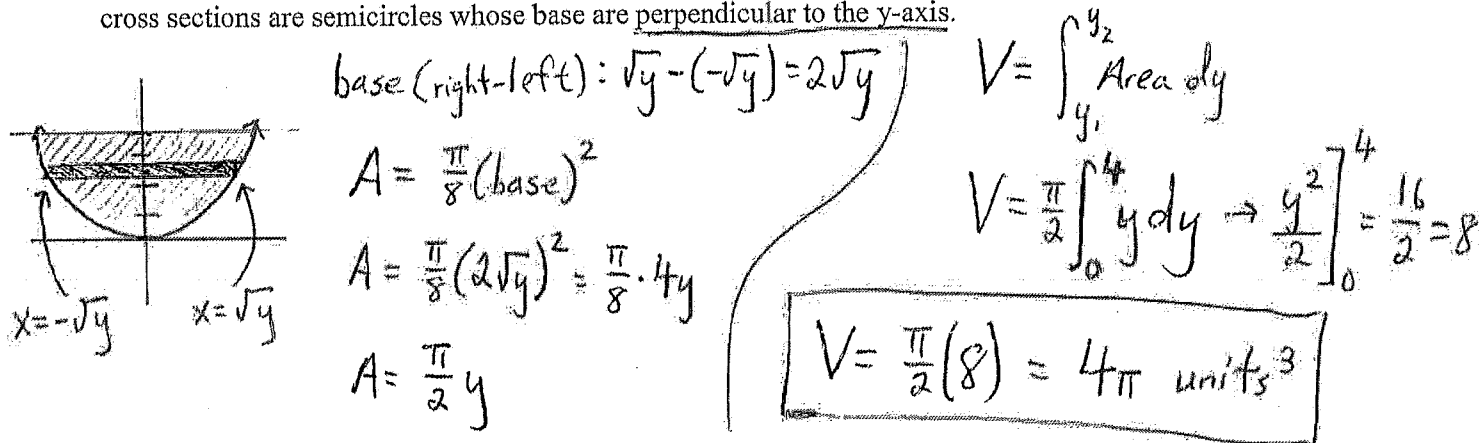 cross sections are semicircles whose base are perpendicular to the y-axis.
base (right-left): √y-(-√y)=2√y
A= π/8 (base)²
A= π/8 (2√y)² = π/8 · 4y
A= π/2 y
x=-√y
x=√y
V= ∫_{y₁}^{y₂} Area dy
V= π/2 ∫_0^4 y dy → y²/2 ]_0^4 = 16/2 = 8
V= π/2 (8) = 4π units³